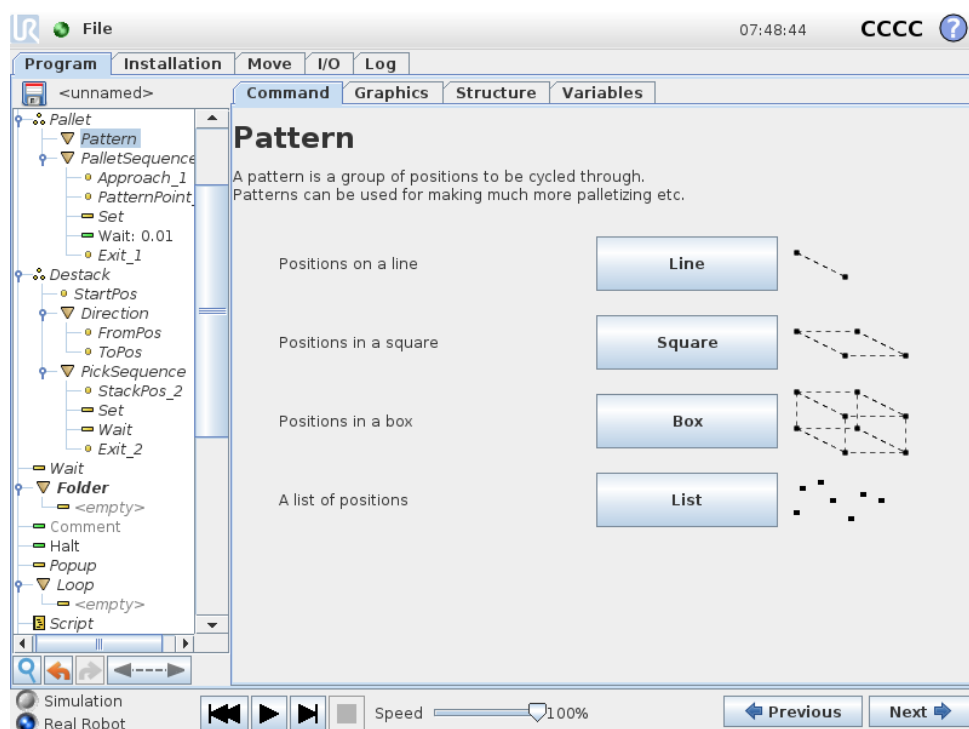 UR File 07:48:44 CCCC ?
Program Installation Move I/O Log
<unnamed> Command Graphics Structure Variables
Pallet
Pattern
PalletSequence
Approach_1
PatternPoint_
Set
Wait: 0.01
Exit_1
Destack
StartPos
Direction
FromPos
ToPos
PickSequence
StackPos_2
Set
Wait
Exit_2
Wait
Folder
<empty>
Comment
Halt
Popup
Loop
<empty>
Script
Pattern
A pattern is a group of positions to be cycled through.
Patterns can be used for making much more palletizing etc.
Positions on a line Line
Positions in a square Square
Positions in a box Box
A list of positions List
Simulation
Real Robot
Speed 100% Previous Next